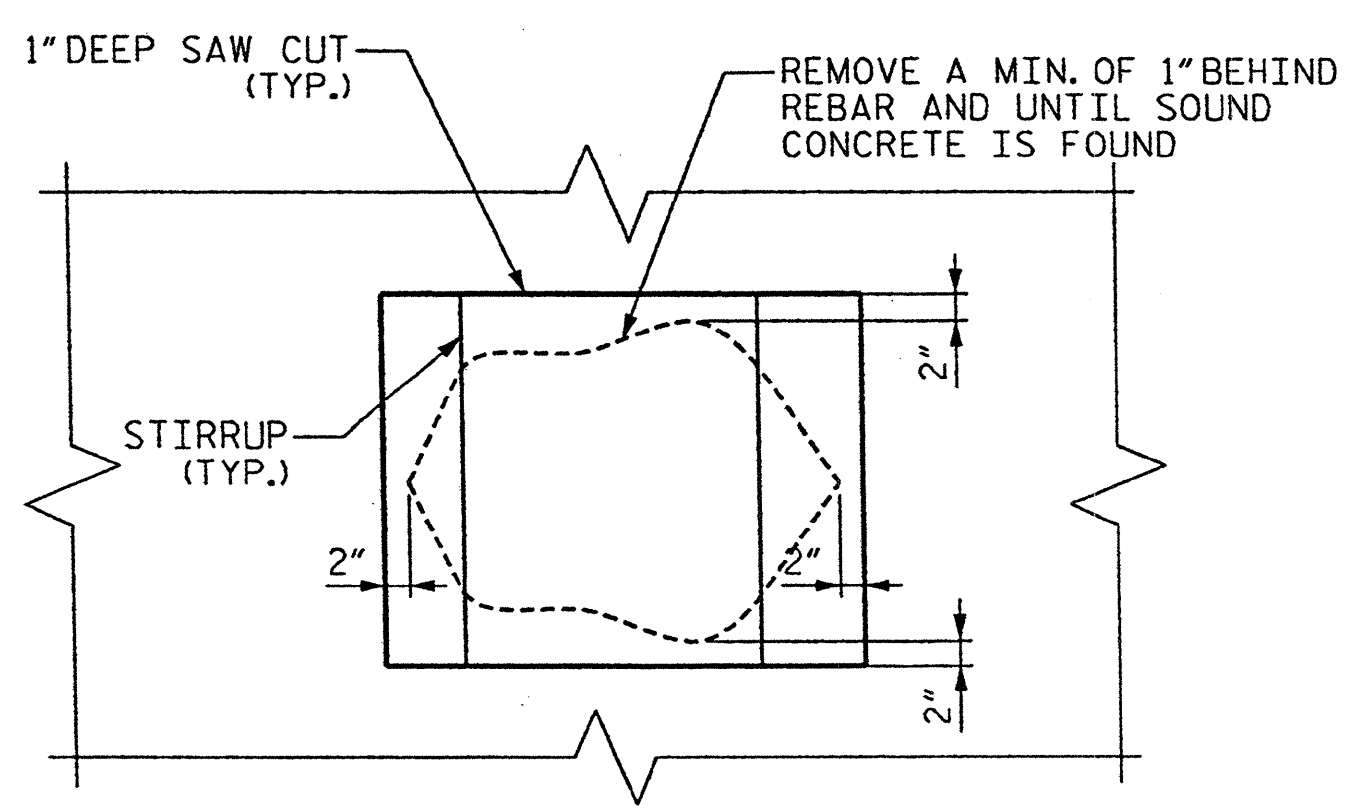 1" DEEP SAW CUT
(TYP.)
REMOVE A MIN. OF 1" BEHIND
REBAR AND UNTIL SOUND
CONCRETE IS FOUND
2"
STIRRUP
(TYP.)
2"
2"
2"